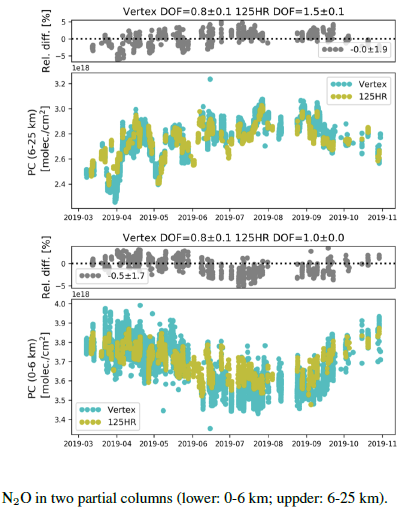 Vertex DOF=0.8±0.1 125HR DOF=1.5±0.1
Rel. diff. [%]
5
0
−5
-0.0±1.9
1e18
PC (6-25 km)
[molec./cm²]
3.2
3.0
2.8
2.6
2.4
Vertex
125HR
2019-03 2019-04 2019-05 2019-06 2019-07 2019-08 2019-09 2019-10 2019-11
Vertex DOF=0.8±0.1 125HR DOF=1.0±0.0
Rel. diff. [%]
0
−5
-0.5±1.7
1e18
PC (0-6 km)
[molec./cm²]
4.0
3.9
3.8
3.7
3.6
3.5
3.4
Vertex
125HR
2019-03 2019-04 2019-05 2019-06 2019-07 2019-08 2019-09 2019-10 2019-11
N₂O in two partial columns (lower: 0-6 km; uppder: 6-25 km).